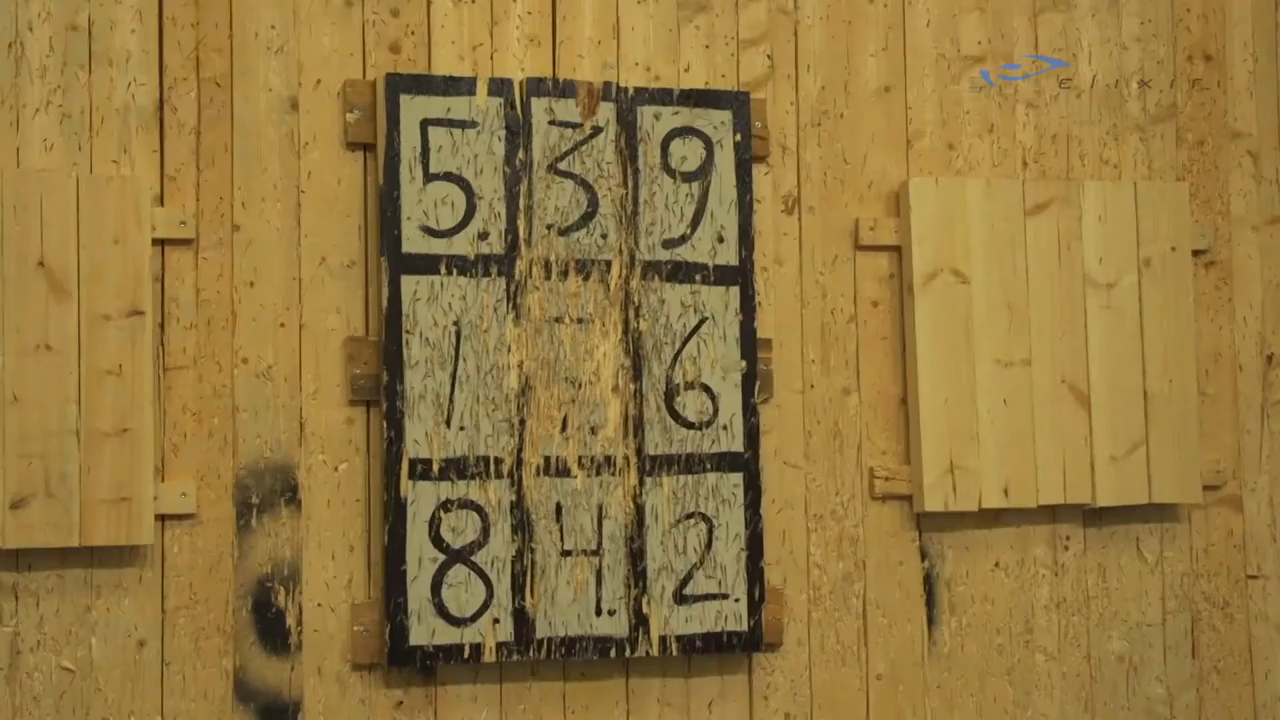 elixir
5. 3. 9.
1. 6.
8. 4. 2.